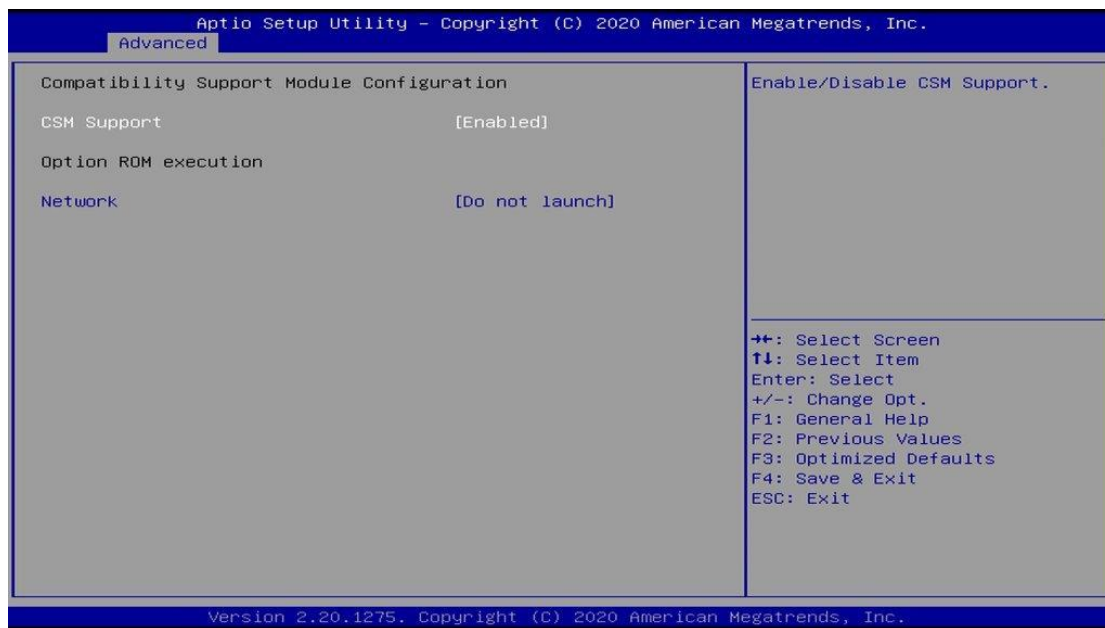 Aptio Setup Utility – Copyright (C) 2020 American Megatrends, Inc.
Advanced
Compatibility Support Module Configuration
CSM Support [Enabled]
Option ROM execution
Network [Do not launch]
Enable/Disable CSM Support.
→←: Select Screen
↑↓: Select Item
Enter: Select
+/-: Change Opt.
F1: General Help
F2: Previous Values
F3: Optimized Defaults
F4: Save & Exit
ESC: Exit
Version 2.20.1275. Copyright (C) 2020 American Megatrends, Inc.